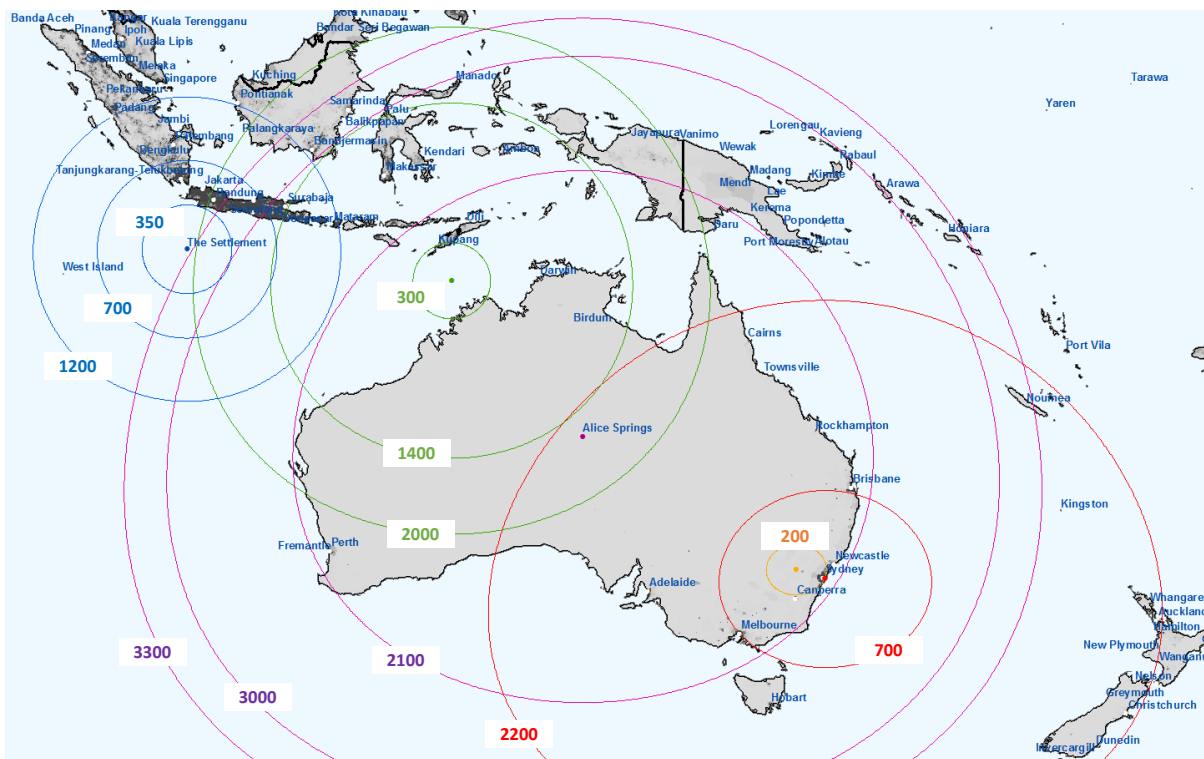 Banda Aceh
Kuala Terengganu
Kota Kinabalu
Pinang
Ipoh
Bandar Seri Begawan
Medan
Kuala Lipis
Melaka
Singapore
Kuching
Manado
Tarawa
Pekanbaru
Pontianak
Samarinda
Yaren
Padang
Palu
Jambi
Balikpapan
Lorengau
Palembang
Palangkaraya
Jayapura
Vanimo
Kavieng
Banjermasin
Wewak
Bengkulu
Kendari
Ambon
Rabaul
Tanjungkarang-Telukbetung
Makassar
Madang
Kimbe
Jakarta
Mendi
Lae
Arawa
Bandung
Surabaja
Kerema
350
Mataram
Dili
Daru
Popondetta
Honiara
The Settlement
Kupang
Port Moresby
Alotau
West Island
Darwin
300
700
Birdum
Cairns
Port Vila
1200
Townsville
Noumea
Alice Springs
Rockhampton
1400
Brisbane
Kingston
2000
200
Fremantle
Perth
Newcastle
Sydney
Adelaide
Canberra
Whangarei
Auckland
Melbourne
Hamilton
700
New Plymouth
3300
2100
Wanganui
Nelson
3000
Hobart
Greymouth
Christchurch
2200
Dunedin
Invercargill